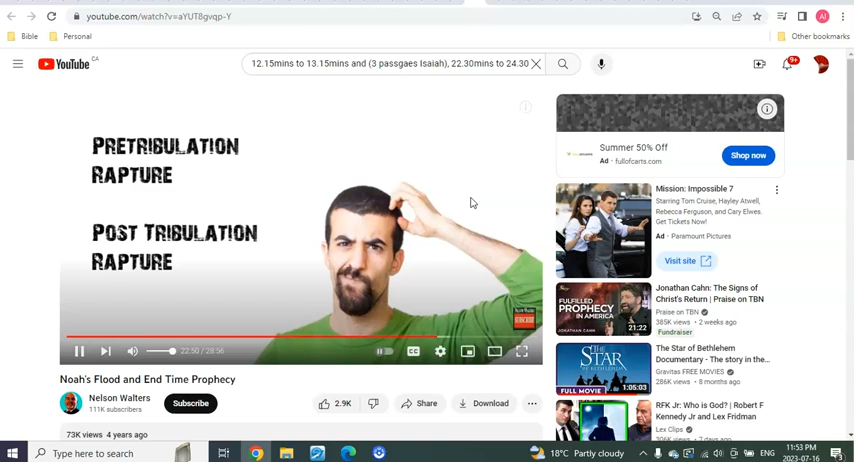 youtube.com/watch?v=aYUT8gvqp-Y
AI
Bible
Personal
Other bookmarks
YouTube CA
12.15mins to 13.15mins and (3 passgaes Isaiah), 22.30mins to 24.30
9+
PRETRIBULATION
RAPTURE
POST TRIBULATION
RAPTURE
SUBSCRIBE
22:50 / 28:56
CC
Noah's Flood and End Time Prophecy
Nelson Walters
111K subscribers
Subscribe
2.9K
Share
Download
73K views 4 years ago
Summer 50% Off
Ad · fullofcarts.com
Shop now
Mission: Impossible 7
Starring Tom Cruise, Hayley Atwell,
Rebecca Ferguson, and Cary Elwes.
Get Tickets Now!
Ad · Paramount Pictures
Visit site
FULFILLED
PROPHECY
IN AMERICA
JONATHAN CAHN
21:22
Jonathan Cahn: The Signs of
Christ's Return | Praise on TBN
Praise on TBN
385K views · 2 weeks ago
Fundraiser
THE
STAR
OF BETHLEHEM
FULL MOVIE
1:05:03
The Star of Bethlehem
Documentary - The story in the...
Gravitas FREE MOVIES
286K views · 8 months ago
RFK Jr: Who is God? | Robert F
Kennedy Jr and Lex Fridman
Lex Clips
Type here to search
18°C Partly cloudy
ENG
11:53 PM
2023-07-16
3